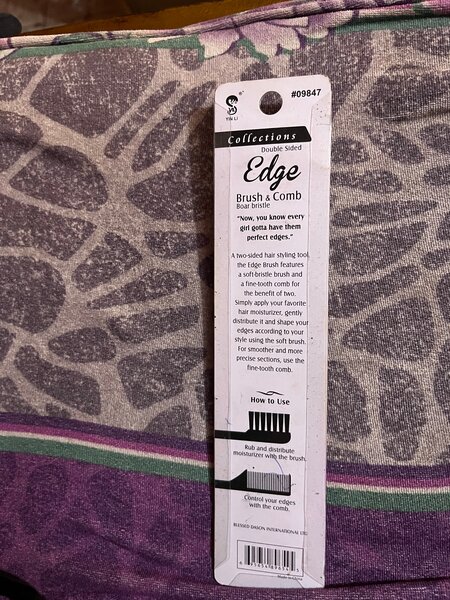 #09847
YIN LI
Collections
Double Sided
Edge
Brush & Comb
Boar bristle
"Now, you know every
girl gotta have them
perfect edges."
A two-sided hair styling tool,
the Edge Brush features
a soft-bristle brush and
a fine-tooth comb for
the benefit of two.
Simply apply your favorite
hair moisturizer, gently
distribute it and shape your
edges according to your
style using the soft brush.
For smoother and more
precise sections, use the
fine-tooth comb.
How to Use
Rub and distribute
moisturizer with the brush.
Control your edges
with the comb.
BLESSED DASON INTERNATIONAL LTD
Made in China